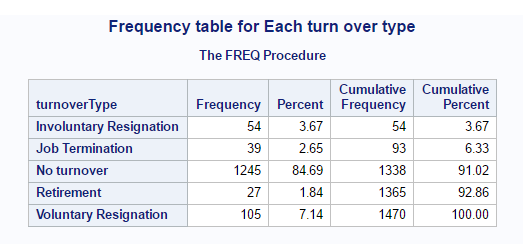 Frequency table for Each turn over type
The FREQ Procedure
turnoverType Frequency Percent Cumulative Frequency Cumulative Percent
Involuntary Resignation 54 3.67 54 3.67
Job Termination 39 2.65 93 6.33
No turnover 1245 84.69 1338 91.02
Retirement 27 1.84 1365 92.86
Voluntary Resignation 105 7.14 1470 100.00